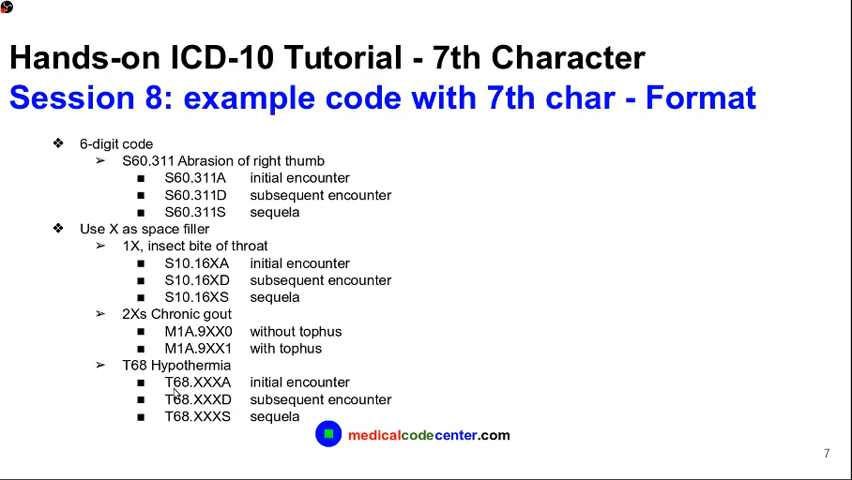 Hands-on ICD-10 Tutorial - 7th Character
Session 8: example code with 7th char - Format
❖ 6-digit code
➢ S60.311 Abrasion of right thumb
■ S60.311A initial encounter
■ S60.311D subsequent encounter
■ S60.311S sequela
❖ Use X as space filler
➢ 1X, insect bite of throat
■ S10.16XA initial encounter
■ S10.16XD subsequent encounter
■ S10.16XS sequela
➢ 2Xs Chronic gout
■ M1A.9XX0 without tophus
■ M1A.9XX1 with tophus
➢ T68 Hypothermia
■ T68.XXXA initial encounter
■ T68.XXXD subsequent encounter
■ T68.XXXS sequela
medicalcodecenter.com
7